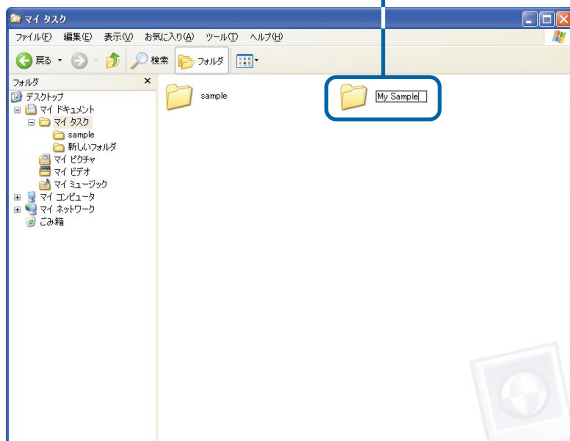 マイ タスク
ファイル(F) 編集(E) 表示(V) お気に入り(A) ツール(T) ヘルプ(H)
戻る 検索 フォルダ
フォルダ ×
デスクトップ
マイ ドキュメント
マイ タスク
sample
新しいフォルダ
マイ ピクチャ
マイ ビデオ
マイ ミュージック
マイ コンピュータ
マイ ネットワーク
ごみ箱
sample
My Sample